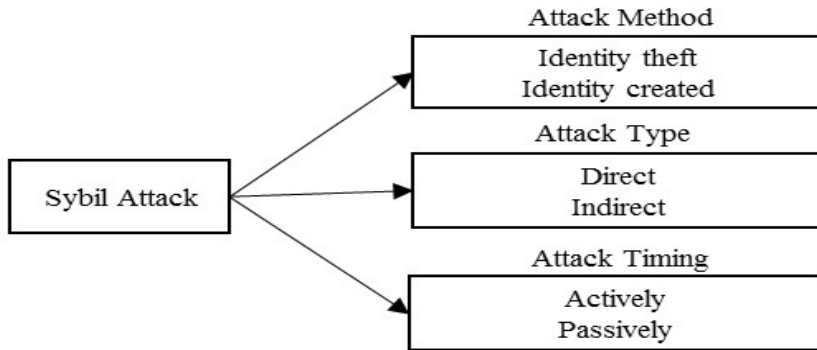 Attack Method
Identity theft
Identity created
Attack Type
Sybil Attack
Direct
Indirect
Attack Timing
Actively
Passively